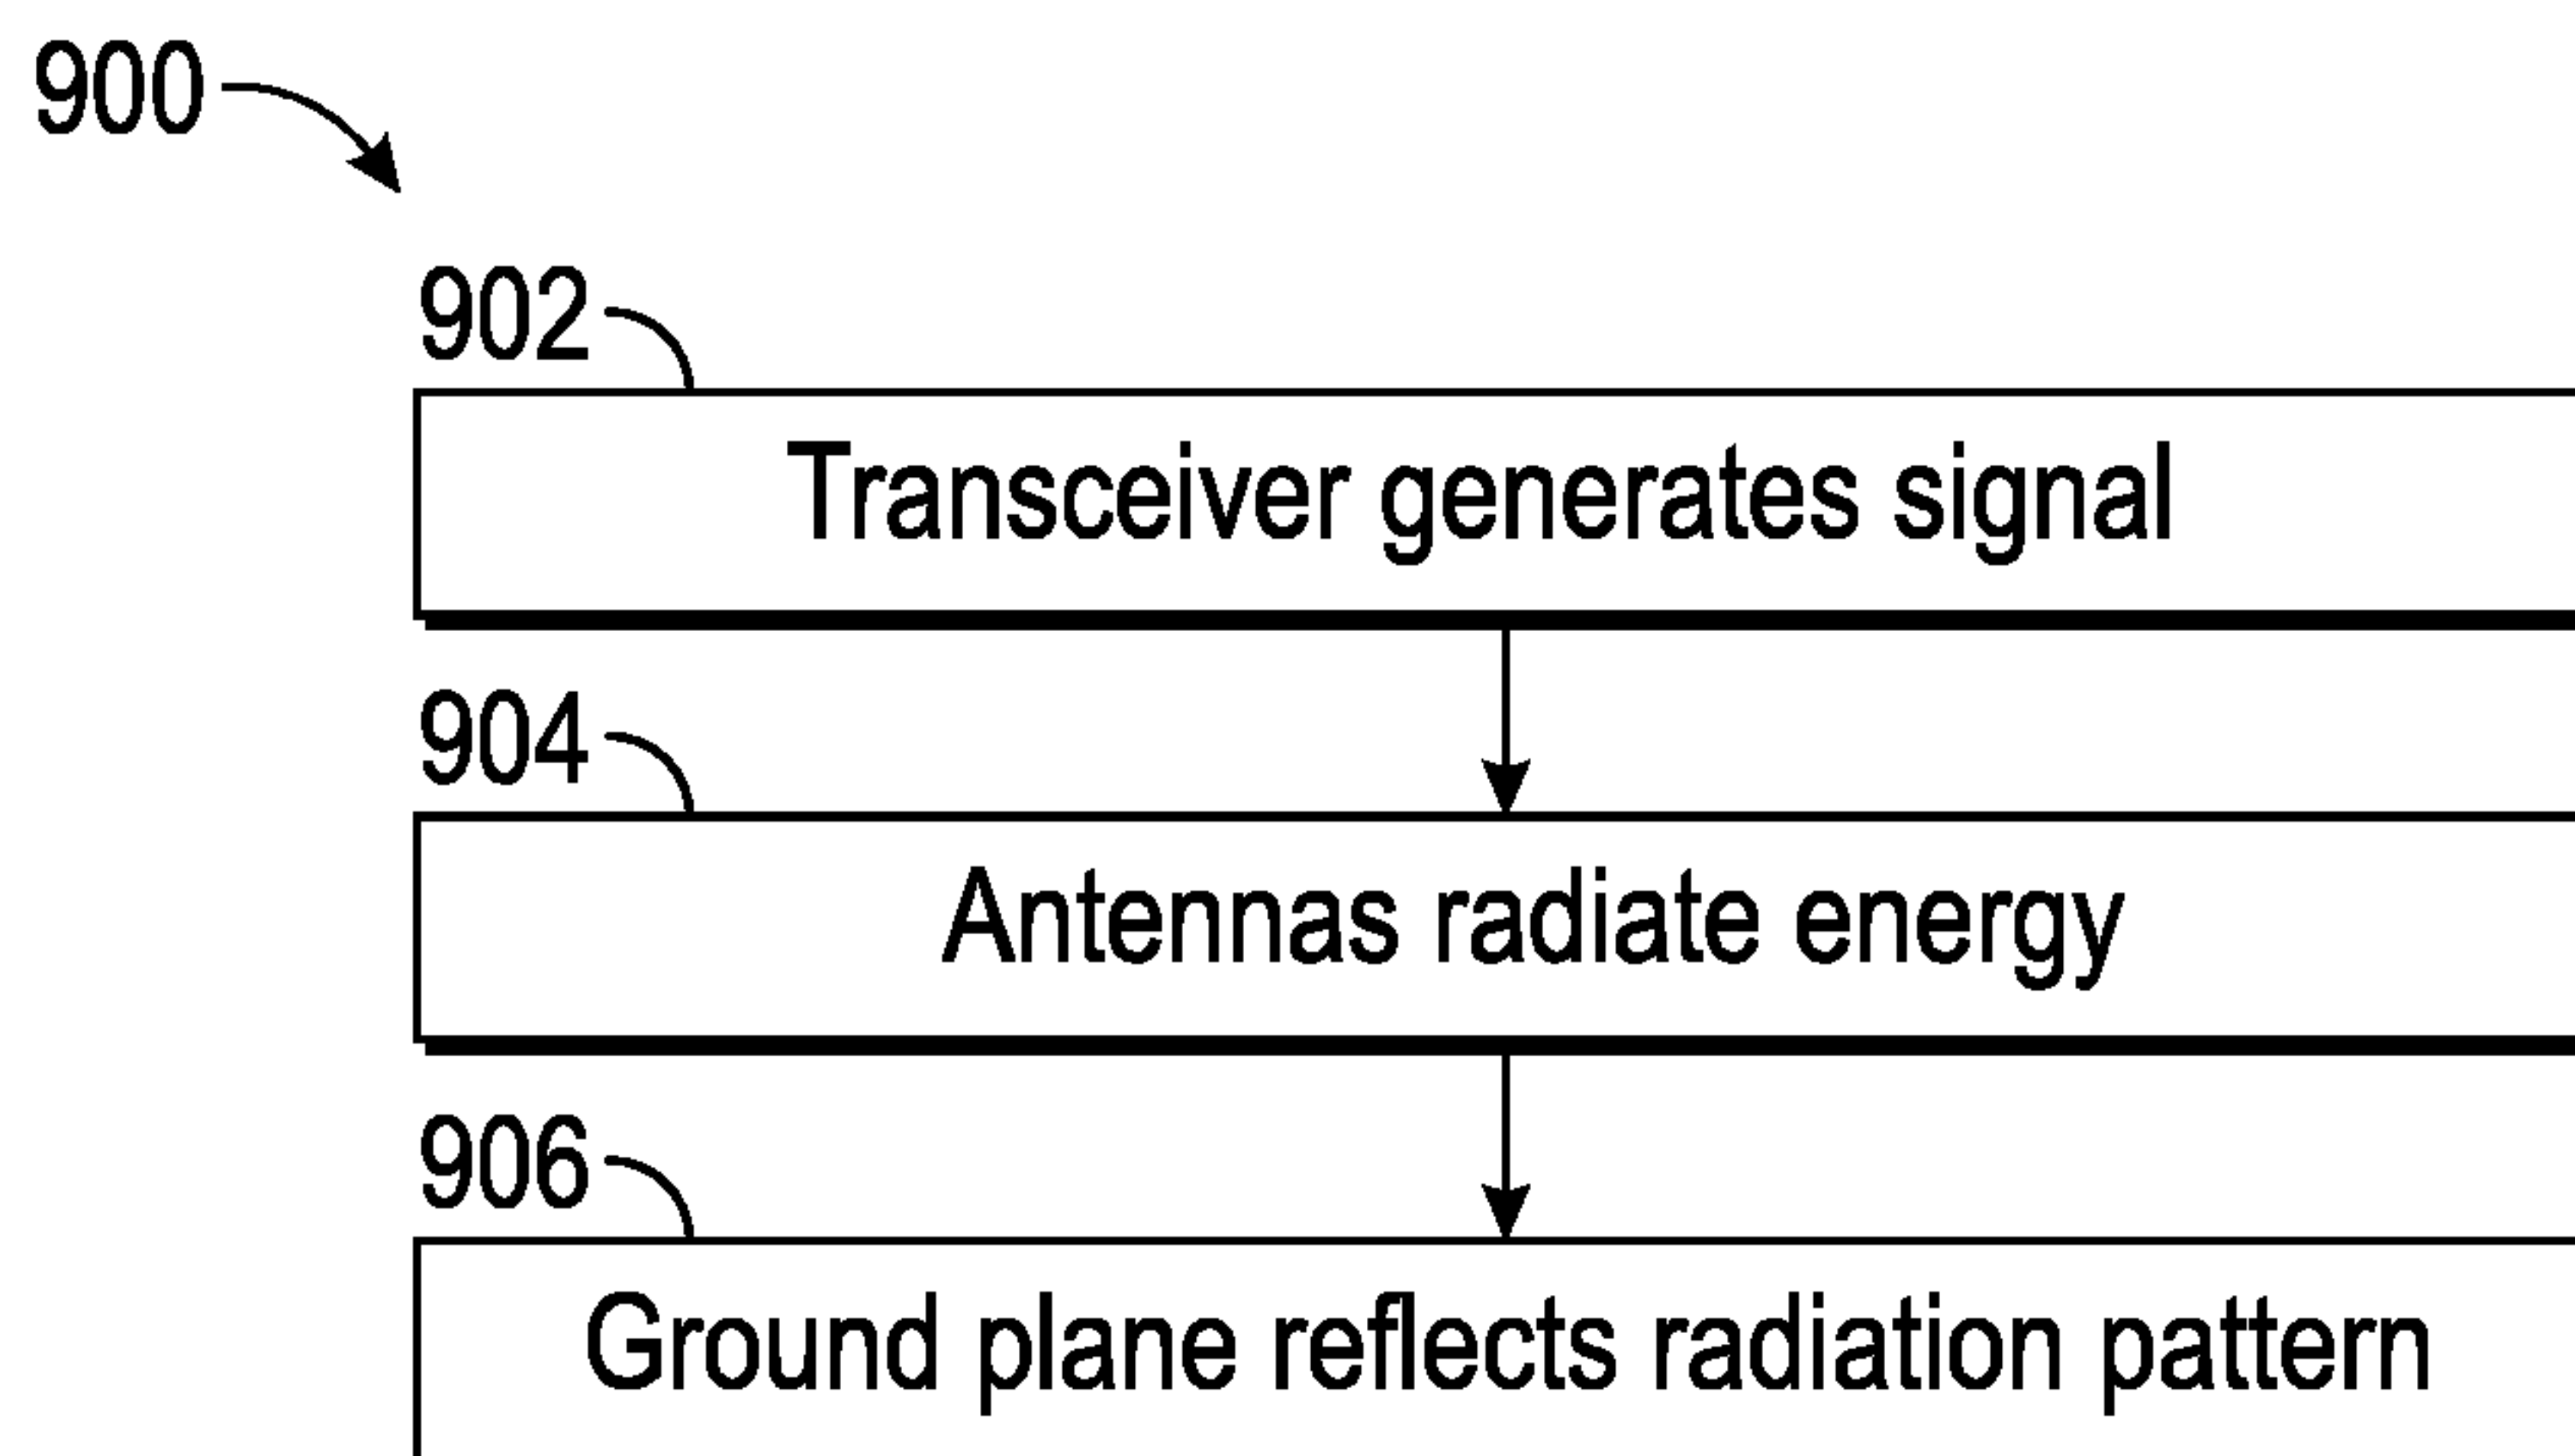 900
902
Transceiver generates signal
904
Antennas radiate energy
906
Ground plane reflects radiation pattern